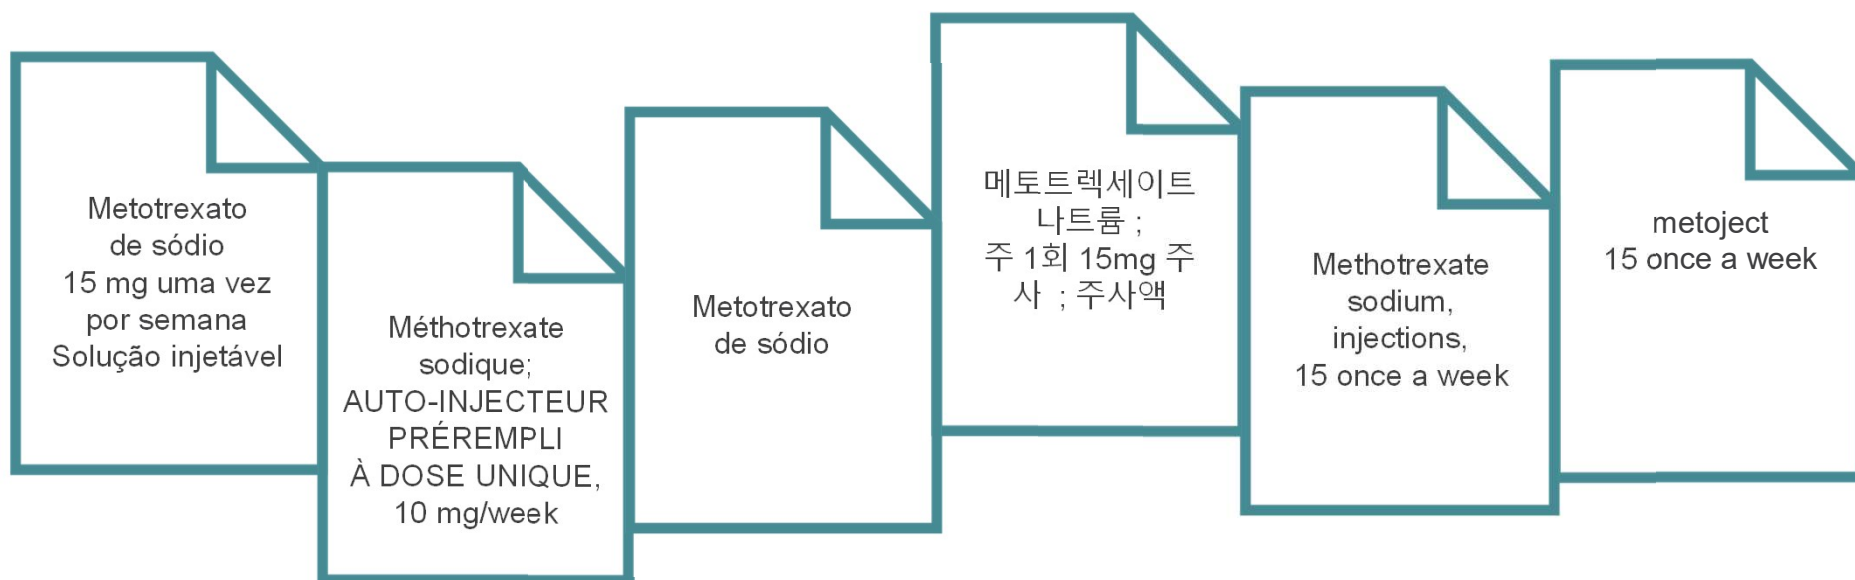 Metotrexato
de sódio
15 mg uma vez
por semana
Solução injetável
Méthotrexate
sodique;
AUTO-INJECTEUR
PRÉREMPLI
À DOSE UNIQUE,
10 mg/week
Metotrexato
de sódio
메토트렉세이트
나트륨 ;
주 1회 15mg 주
사 ; 주사액
Methotrexate
sodium,
injections,
15 once a week
metoject
15 once a week